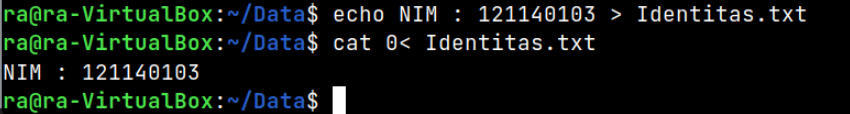 ra@ra-VirtualBox:~/Data$ echo NIM : 121140103 > Identitas.txt
ra@ra-VirtualBox:~/Data$ cat 0< Identitas.txt
NIM : 121140103
ra@ra-VirtualBox:~/Data$